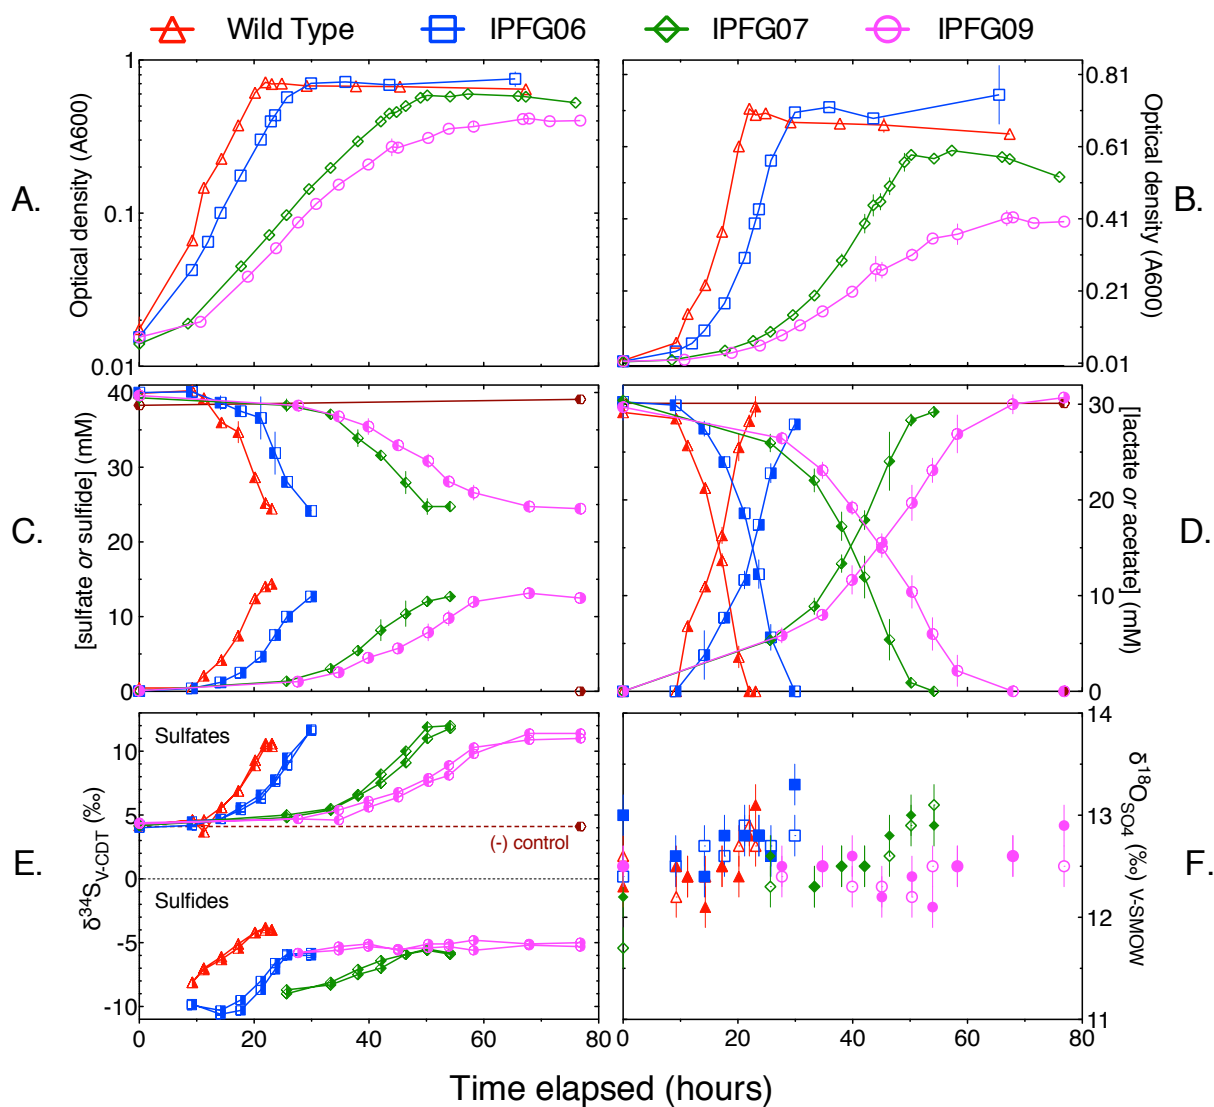 Wild Type IPFG06 IPFG07 IPFG09
A.
Optical density (A600)
1
0.1
0.01
B.
Optical density (A600)
0.81
0.61
0.41
0.21
0.01
C.
[sulfate or sulfide] (mM)
40
30
20
10
0
D.
[lactate or acetate] (mM)
30
20
10
0
E.
δ34S V-CDT (‰)
10
5
0
-5
-10
Sulfates
(-) control
Sulfides
0 20 40 60 80
F.
δ18O SO4 (‰) V-SMOW
14
13
12
11
0 20 40 60 80
Time elapsed (hours)